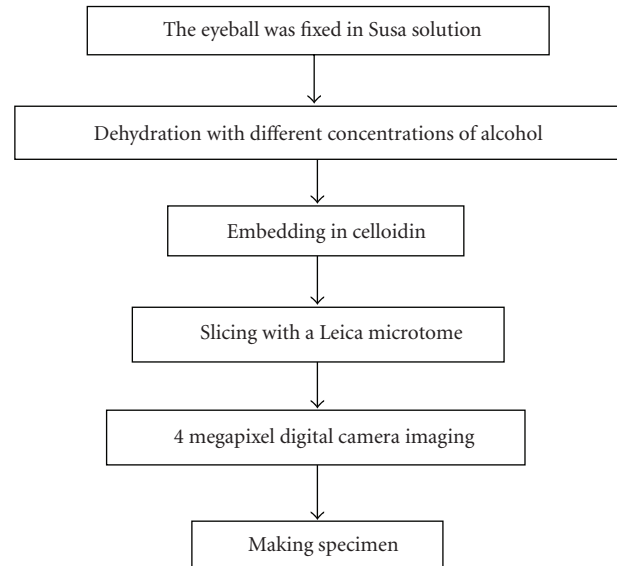 The eyeball was fixed in Susa solution
Dehydration with different concentrations of alcohol
Embedding in celloidin
Slicing with a Leica microtome
4 megapixel digital camera imaging
Making specimen